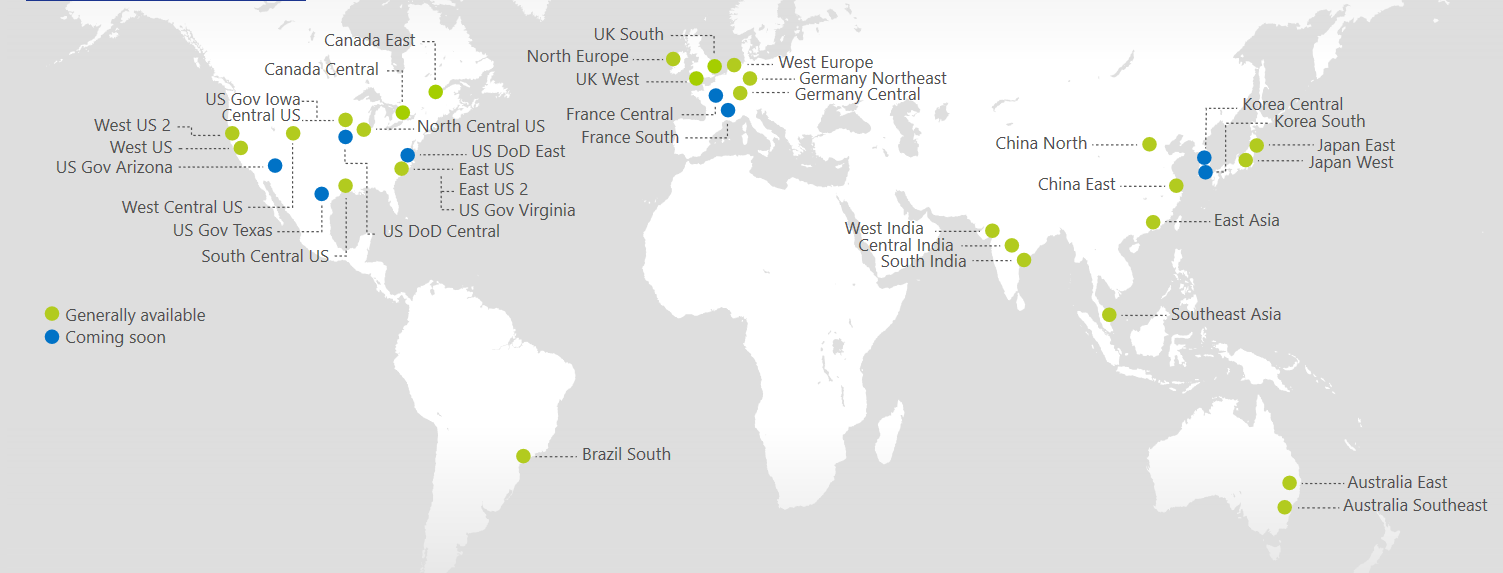 Canada East
Canada Central
US Gov Iowa
Central US
West US 2
West US
US Gov Arizona
West Central US
US Gov Texas
South Central US
North Central US
US DoD East
East US
East US 2
US Gov Virginia
US DoD Central
Generally available
Coming soon
Brazil South
UK South
North Europe
UK West
France Central
France South
West Europe
Germany Northeast
Germany Central
Korea Central
Korea South
China North
Japan East
Japan West
China East
East Asia
West India
Central India
South India
Southeast Asia
Australia East
Australia Southeast